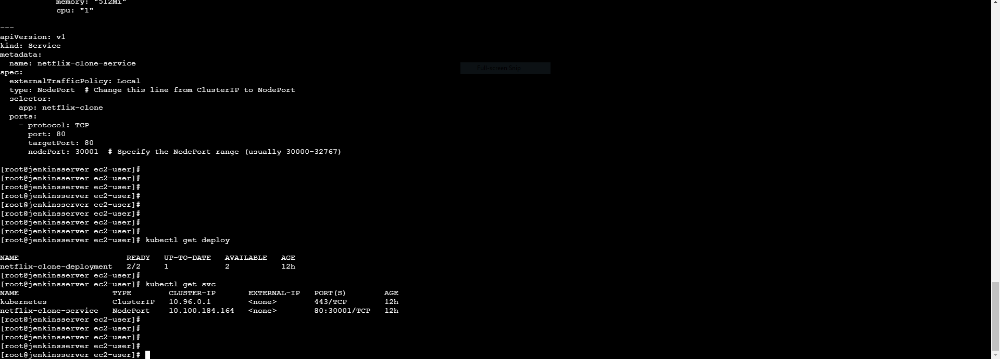 memory: "512Mi"
cpu: "1"
---
apiVersion: v1
kind: Service
metadata:
  name: netflix-clone-service
spec:
  externalTrafficPolicy: Local
  type: NodePort  # Change this line from ClusterIP to NodePort
  selector:
    app: netflix-clone
  ports:
    - protocol: TCP
      port: 80
      targetPort: 80
      nodePort: 30001  # Specify the NodePort range (usually 30000-32767)
[root@jenkinsserver ec2-user]#
[root@jenkinsserver ec2-user]#
[root@jenkinsserver ec2-user]#
[root@jenkinsserver ec2-user]#
[root@jenkinsserver ec2-user]#
[root@jenkinsserver ec2-user]#
[root@jenkinsserver ec2-user]#
[root@jenkinsserver ec2-user]#
[root@jenkinsserver ec2-user]# kubectl get deploy
NAME                       READY   UP-TO-DATE   AVAILABLE   AGE
netflix-clone-deployment   2/2     1            2           12h
[root@jenkinsserver ec2-user]#
[root@jenkinsserver ec2-user]# kubectl get svc
NAME                    TYPE        CLUSTER-IP       EXTERNAL-IP   PORT(S)        AGE
kubernetes              ClusterIP   10.96.0.1        <none>        443/TCP        12h
netflix-clone-service   NodePort    10.100.184.164   <none>        80:30001/TCP   12h
[root@jenkinsserver ec2-user]#
[root@jenkinsserver ec2-user]#
[root@jenkinsserver ec2-user]#
[root@jenkinsserver ec2-user]#
[root@jenkinsserver ec2-user]#
Full-screen Snip